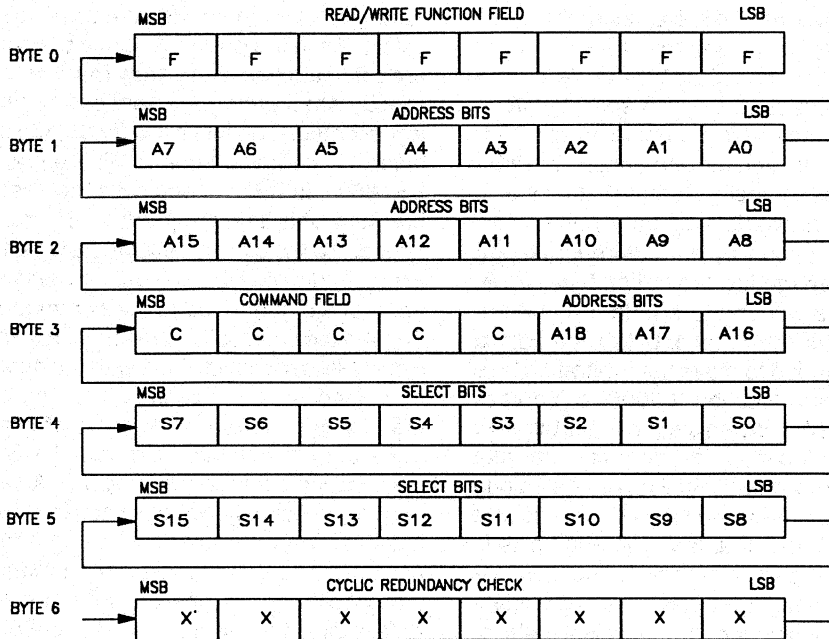 MSB READ/WRITE FUNCTION FIELD LSB
BYTE 0 F F F F F F F F
MSB ADDRESS BITS LSB
BYTE 1 A7 A6 A5 A4 A3 A2 A1 A0
MSB ADDRESS BITS LSB
BYTE 2 A15 A14 A13 A12 A11 A10 A9 A8
MSB COMMAND FIELD ADDRESS BITS LSB
BYTE 3 C C C C C A18 A17 A16
MSB SELECT BITS LSB
BYTE 4 S7 S6 S5 S4 S3 S2 S1 S0
MSB SELECT BITS LSB
BYTE 5 S15 S14 S13 S12 S11 S10 S9 S8
MSB CYCLIC REDUNDANCY CHECK LSB
BYTE 6 X X X X X X X X